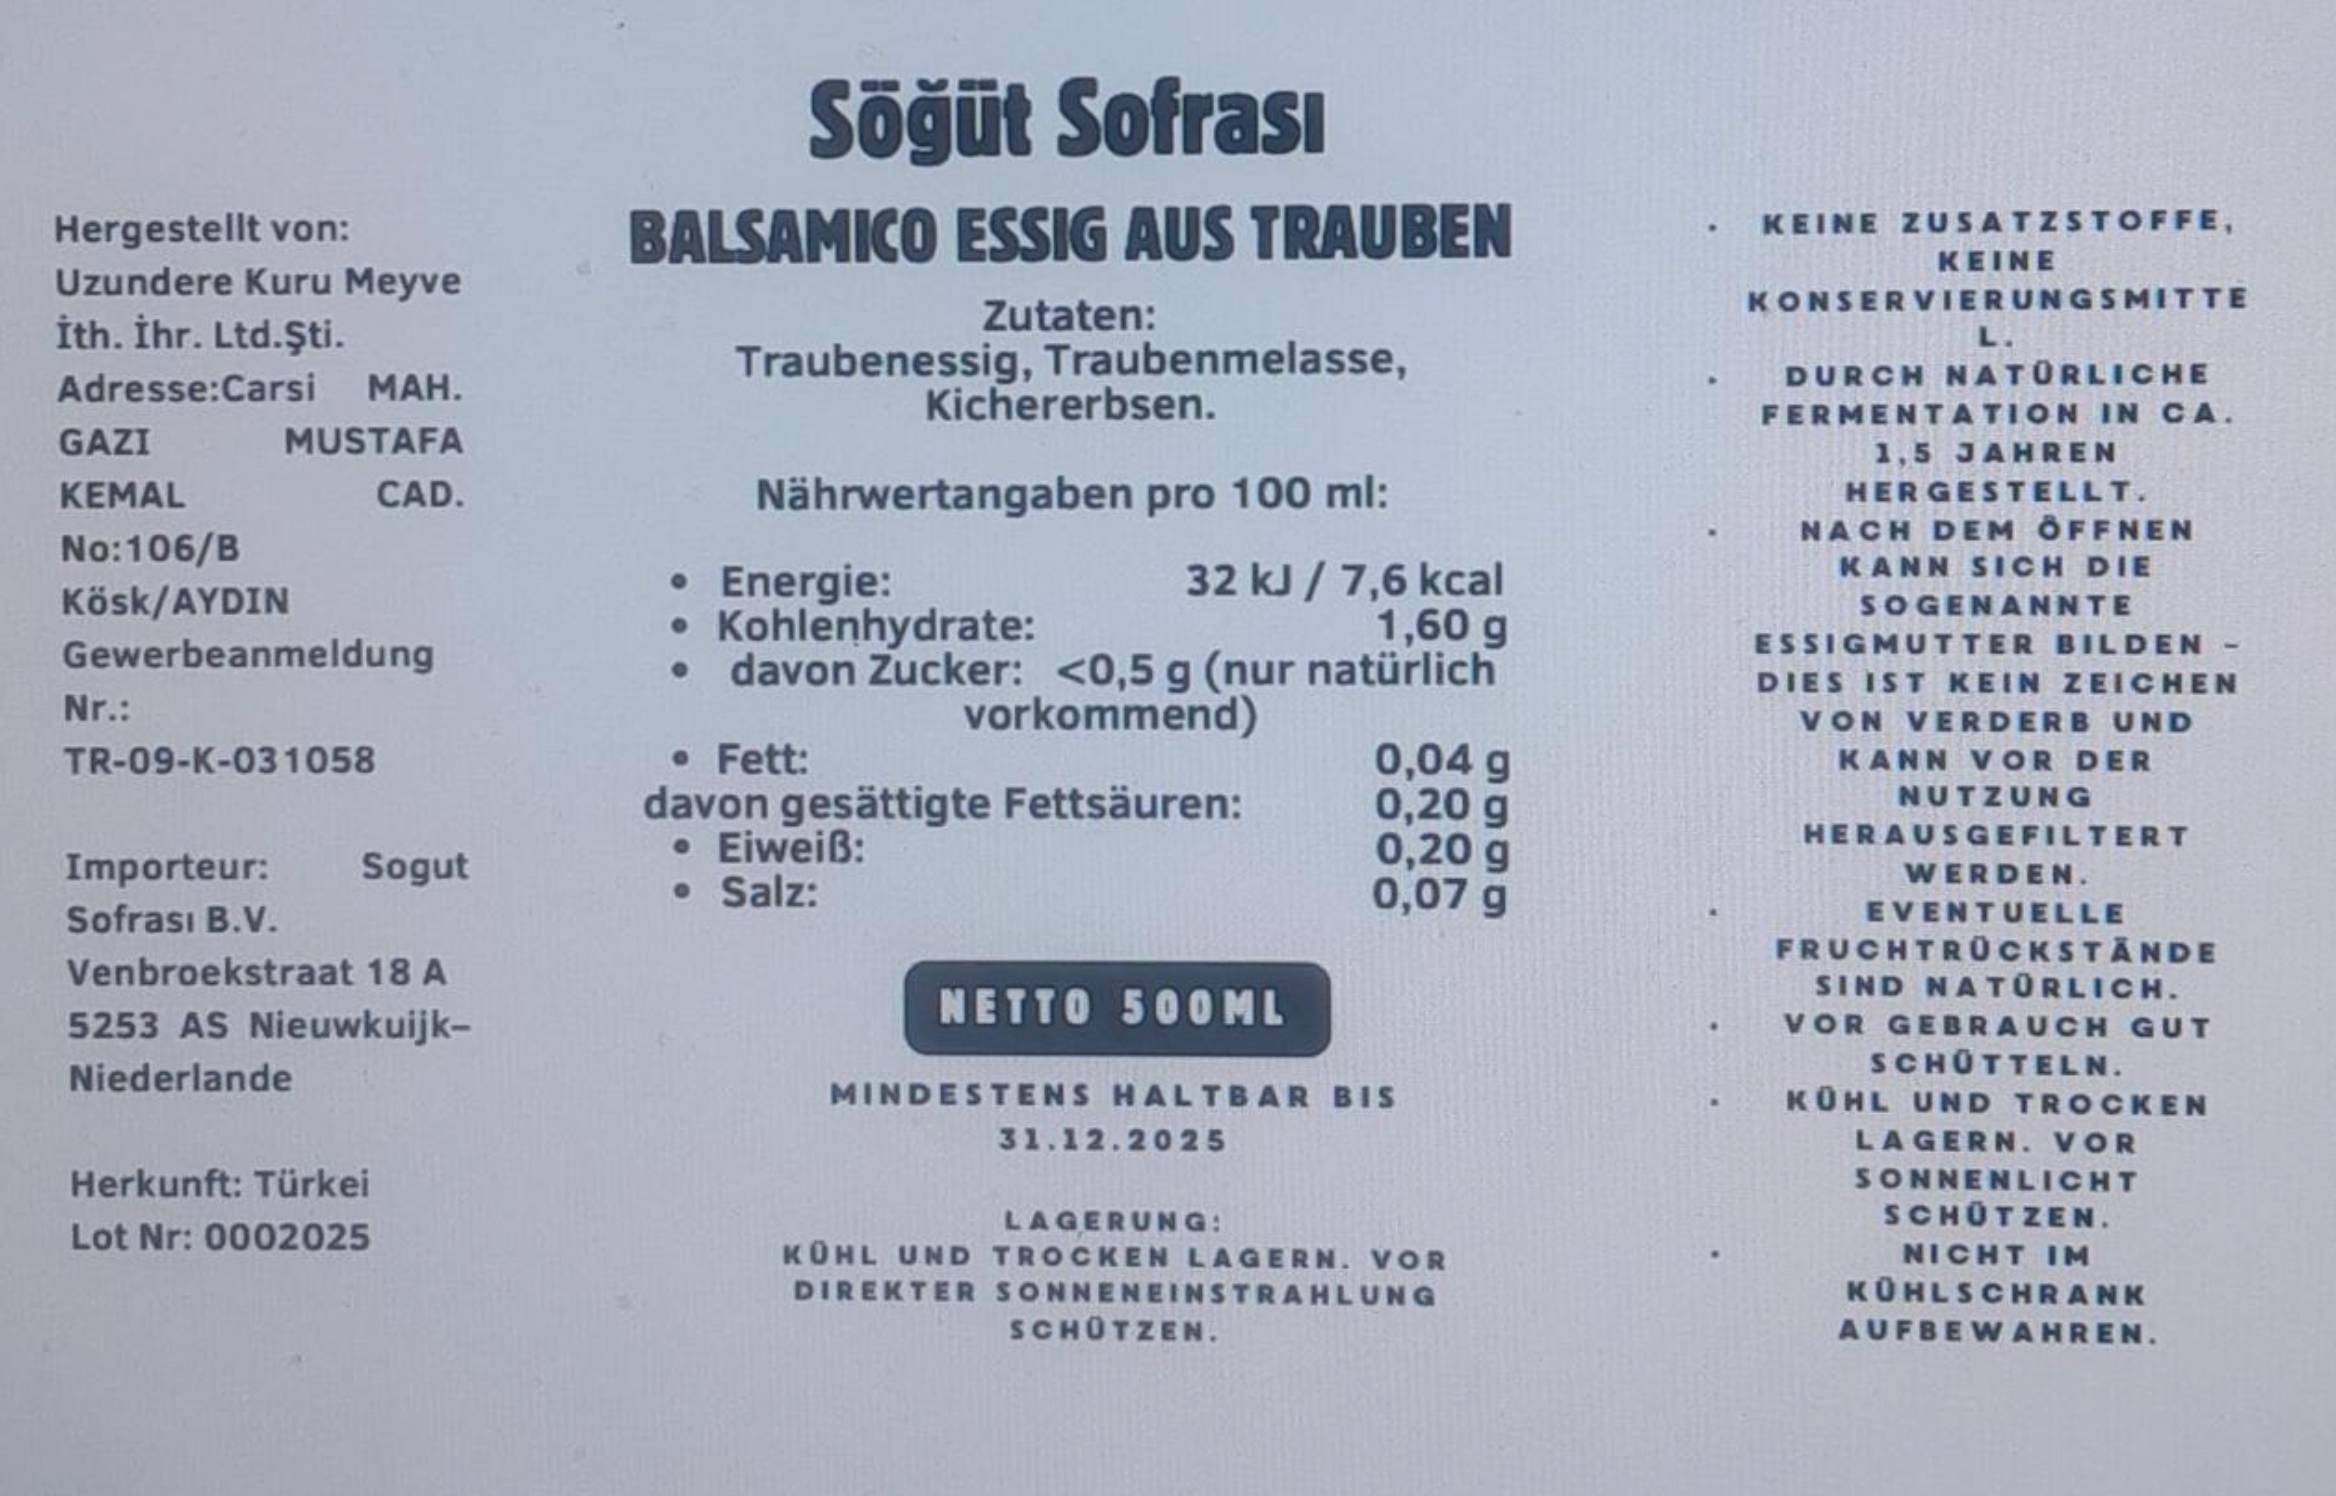 Söğüt Sofrası
BALSAMICO ESSIG AUS TRAUBEN
Hergestellt von:
Uzundere Kuru Meyve
İth. İhr. Ltd.Şti.
Adresse:Carsi MAH.
GAZI MUSTAFA
KEMAL CAD.
No:106/B
Kösk/AYDIN
Gewerbeanmeldung
Nr.:
TR-09-K-031058
Importeur: Sogut
Sofrası B.V.
Venbroekstraat 18 A
5253 AS Nieuwkuijk–
Niederlande
Herkunft: Türkei
Lot Nr: 0002025
Zutaten:
Traubenessig, Traubenmelasse,
Kichererbsen.
Nährwertangaben pro 100 ml:
• Energie: 32 kJ / 7,6 kcal
• Kohlenhydrate: 1,60 g
• davon Zucker: <0,5 g (nur natürlich
vorkommend)
• Fett: 0,04 g
davon gesättigte Fettsäuren: 0,20 g
• Eiweiß: 0,20 g
• Salz: 0,07 g
NETTO 500ML
MINDESTENS HALTBAR BIS
31.12.2025
LAGERUNG:
KÜHL UND TROCKEN LAGERN. VOR
DIREKTER SONNENEINSTRAHLUNG
SCHÜTZEN.
· KEINE ZUSATZSTOFFE,
KEINE
KONSERVIERUNGSMITTE
L.
· DURCH NATÜRLICHE
FERMENTATION IN CA.
1,5 JAHREN
HERGESTELLT.
· NACH DEM ÖFFNEN
KANN SICH DIE
SOGENANNTE
ESSIGMUTTER BILDEN –
DIES IST KEIN ZEICHEN
VON VERDERB UND
KANN VOR DER
NUTZUNG
HERAUSGEFILTERT
WERDEN.
· EVENTUELLE
FRUCHTRÜCKSTÄNDE
SIND NATÜRLICH.
· VOR GEBRAUCH GUT
SCHÜTTELN.
· KÜHL UND TROCKEN
LAGERN. VOR
SONNENLICHT
SCHÜTZEN.
· NICHT IM
KÜHLSCHRANK
AUFBEWAHREN.